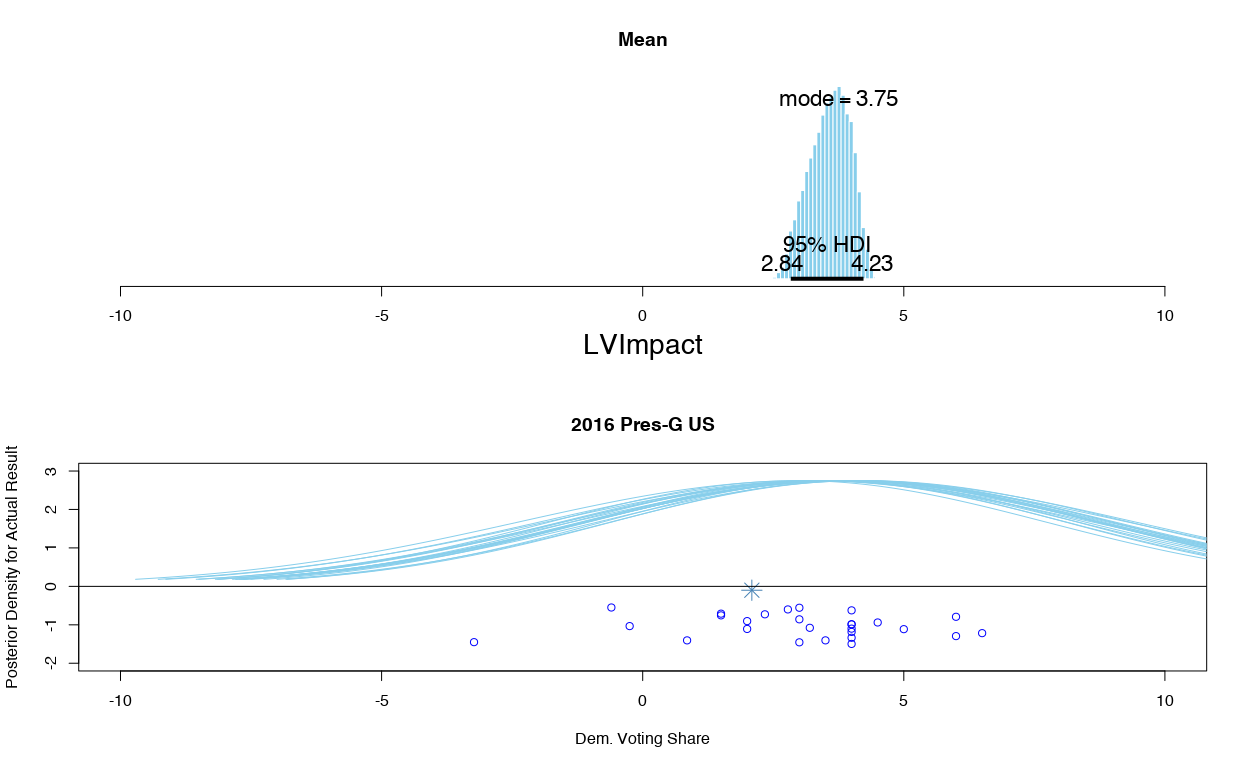 Mean
mode = 3.75
95% HDI
2.84 4.23
-10 -5 0 5 10
LVImpact
2016 Pres-G US
Posterior Density for Actual Result
3
2
1
0
-1
-2
-10 -5 0 5 10
Dem. Voting Share